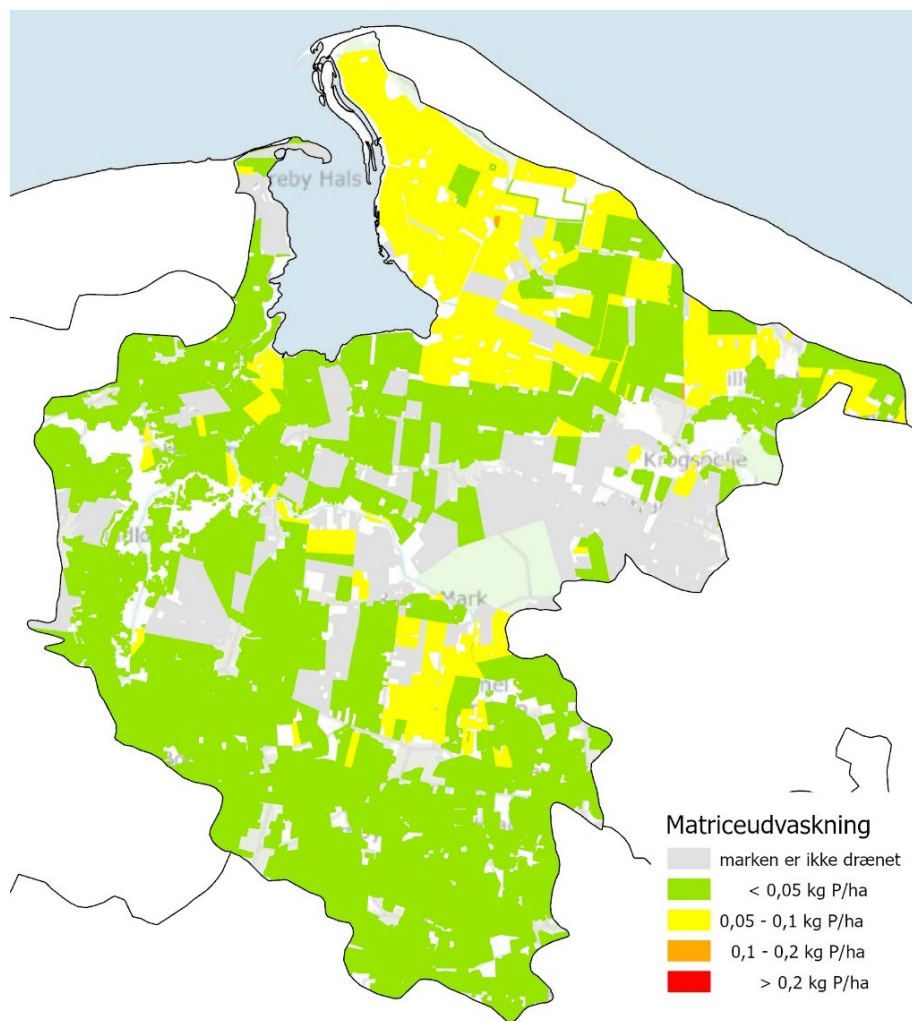 reby Hals
Krogsbølle
Mark
Matriceudvaskning
marken er ikke drænet
< 0,05 kg P/ha
0,05 - 0,1 kg P/ha
0,1 - 0,2 kg P/ha
> 0,2 kg P/ha